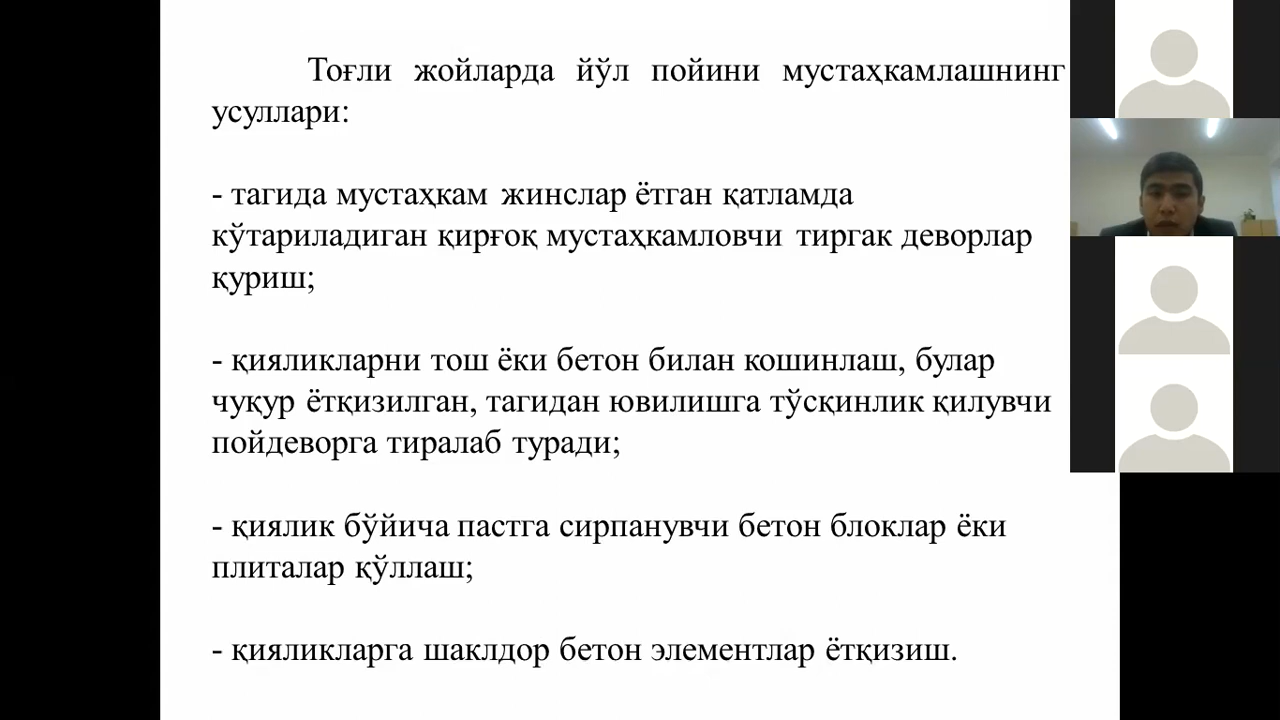 Тоғли жойларда йўл пойини мустаҳкамлашнинг
усуллари:
- тагида мустаҳкам жинслар ётган қатламда
кўтариладиган қирғоқ мустаҳкамловчи тиргак деворлар
қуриш;
- қияликларни тош ёки бетон билан кошинлаш, булар
чуқур ётқизилган, тагидан ювилишга тўсқинлик қилувчи
пойдеворга тиралаб туради;
- қиялик бўйича пастга сирпанувчи бетон блоклар ёки
плиталар қўллаш;
- қияликларга шаклдор бетон элементлар ётқизиш.